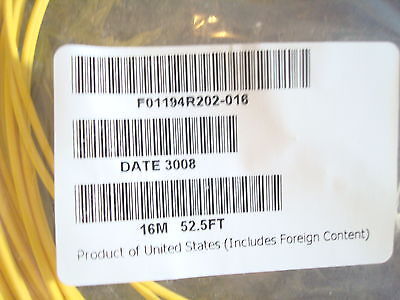 F01194R202-016
DATE 3008
16M 52.5FT
Product of United States (Includes Foreign Content)